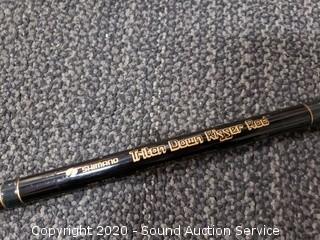 SHIMANO Triton Down Rigger Rod
Copyright 2020 - Sound Auction Service